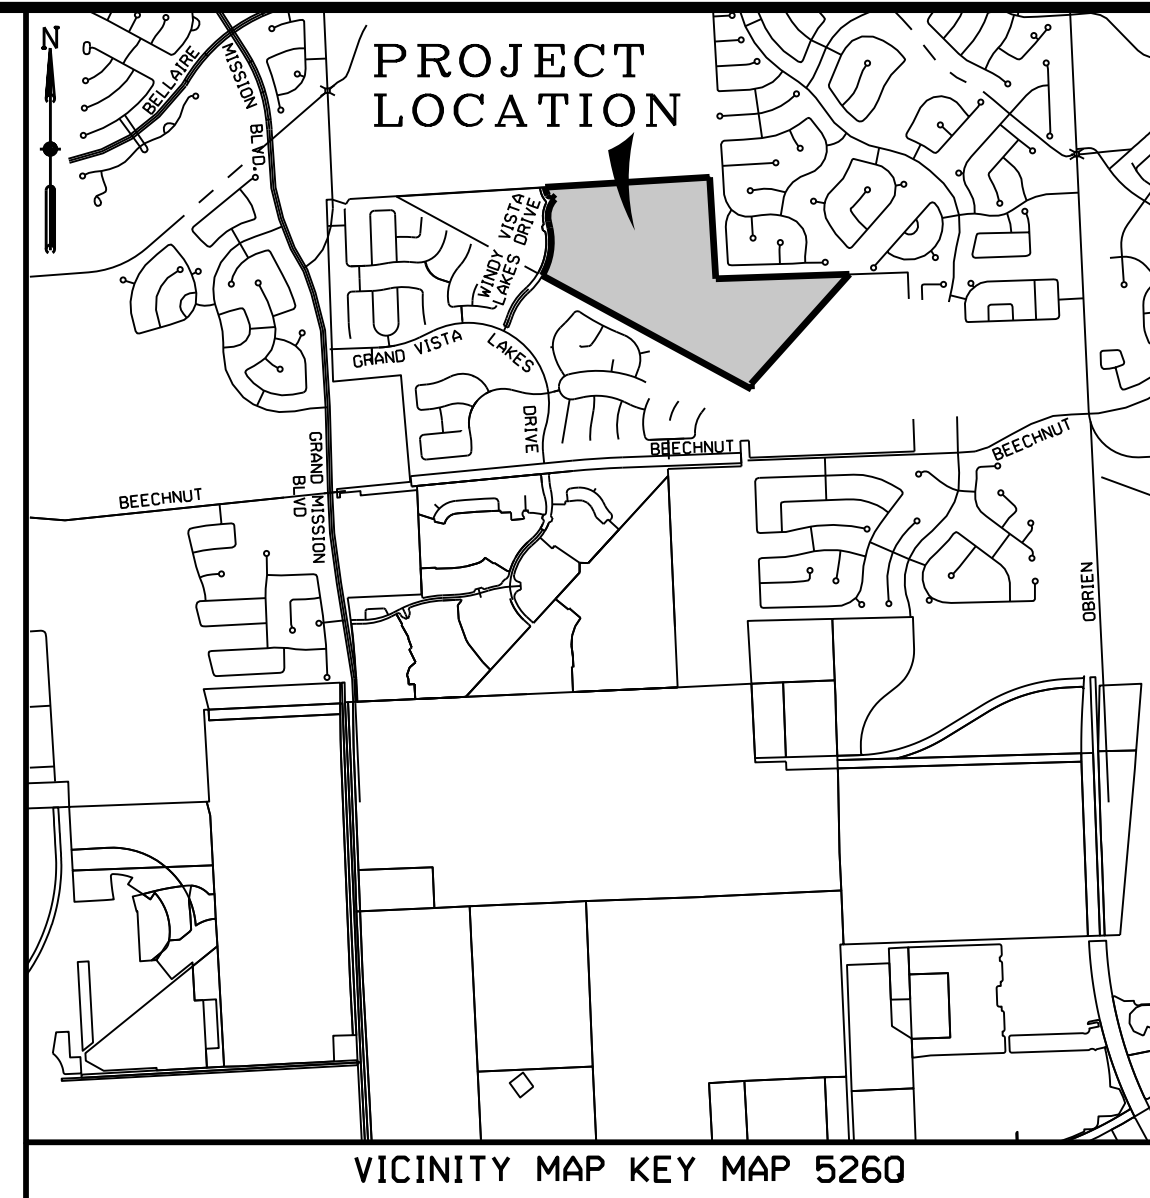 N
PROJECT
LOCATION
BELLAIRE
MISSION BLVD.
WINDY VISTA
LAKES DRIVE
GRAND VISTA LAKES
DRIVE
BEECHNUT
BEECHNUT
BEECHNUT
GRAND MISSION
BLVD
OBRIEN
VICINITY MAP KEY MAP 526Q